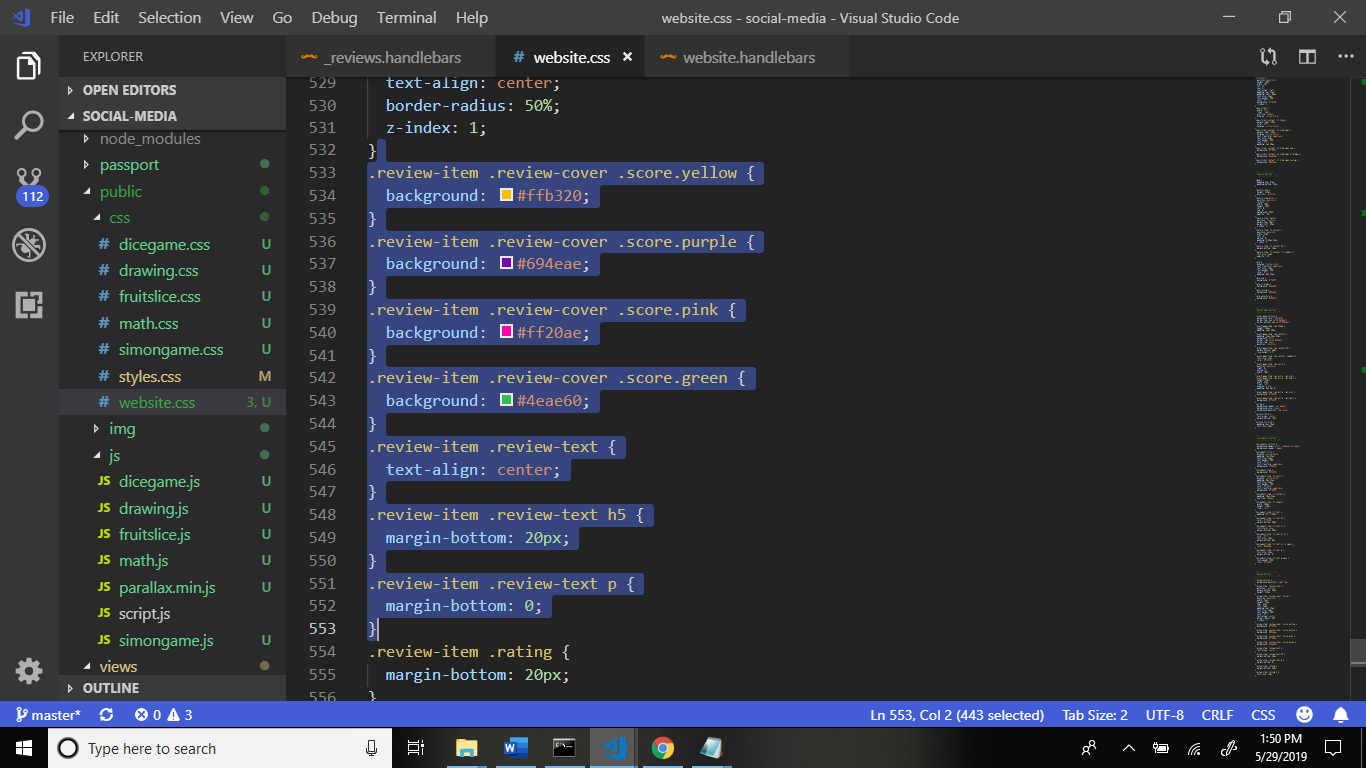 File Edit Selection View Go Debug Terminal Help website.css - social-media - Visual Studio Code
EXPLORER
_reviews.handlebars
# website.css ×
website.handlebars
OPEN EDITORS
SOCIAL-MEDIA
node_modules
passport
public
css
# dicegame.css U
# drawing.css U
# fruitslice.css U
# math.css U
# simongame.css U
# styles.css M
# website.css 3, U
img
js
JS dicegame.js U
JS drawing.js U
JS fruitslice.js U
JS math.js U
JS parallax.min.js U
JS script.js
JS simongame.js U
views
OUTLINE
112
529 text-align: center;
530 border-radius: 50%;
531 z-index: 1;
532 }
533 .review-item .review-cover .score.yellow {
534 background: #ffb320;
535 }
536 .review-item .review-cover .score.purple {
537 background: #694eae;
538 }
539 .review-item .review-cover .score.pink {
540 background: #ff20ae;
541 }
542 .review-item .review-cover .score.green {
543 background: #4eae60;
544 }
545 .review-item .review-text {
546 text-align: center;
547 }
548 .review-item .review-text h5 {
549 margin-bottom: 20px;
550 }
551 .review-item .review-text p {
552 margin-bottom: 0;
553 }
554 .review-item .rating {
555 margin-bottom: 20px;
556 }
master* 0 3 Ln 553, Col 2 (443 selected) Tab Size: 2 UTF-8 CRLF CSS
Type here to search
1:50 PM
5/29/2019